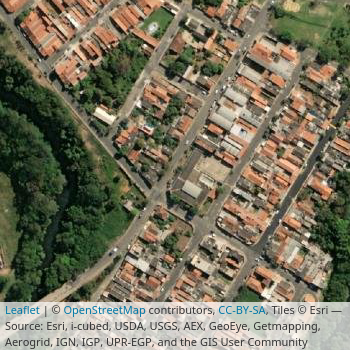 Leaflet | © OpenStreetMap contributors, CC-BY-SA, Tiles © Esri —
Source: Esri, i-cubed, USDA, USGS, AEX, GeoEye, Getmapping,
Aerogrid, IGN, IGP, UPR-EGP, and the GIS User Community